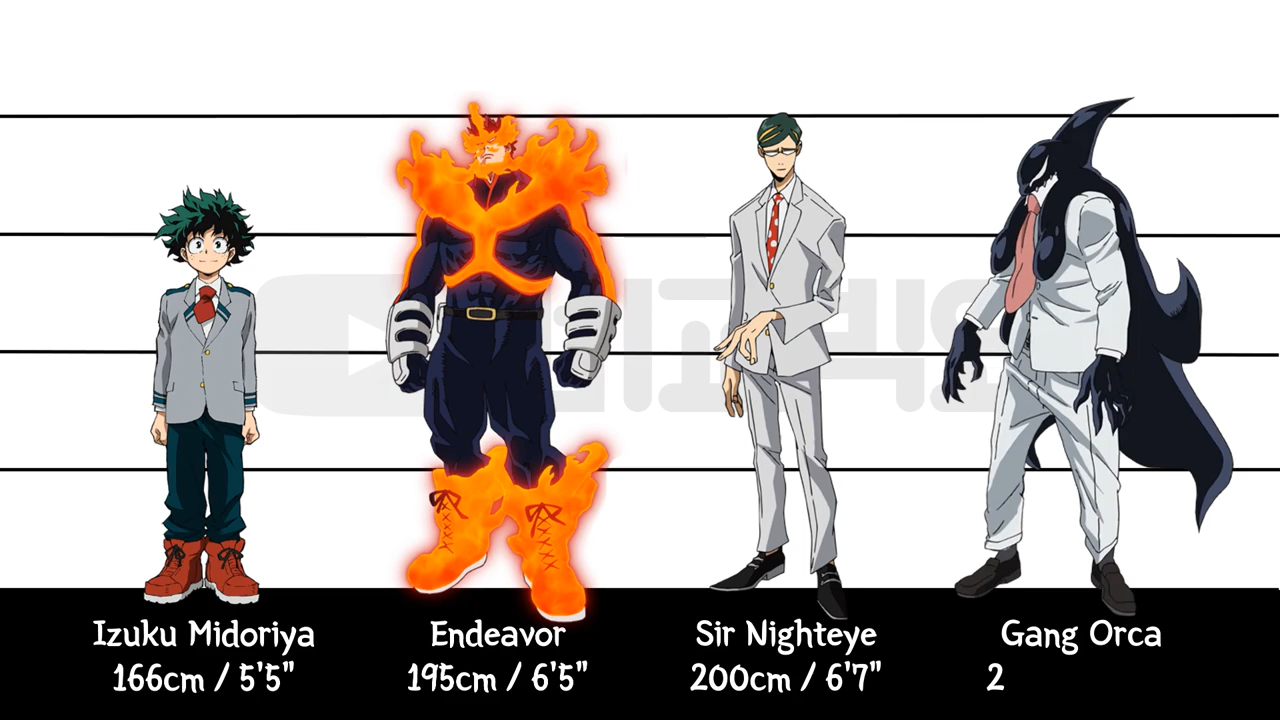 Izuku Midoriya
166cm / 5'5"
Endeavor
195cm / 6'5"
Sir Nighteye
200cm / 6'7"
Gang Orca
2